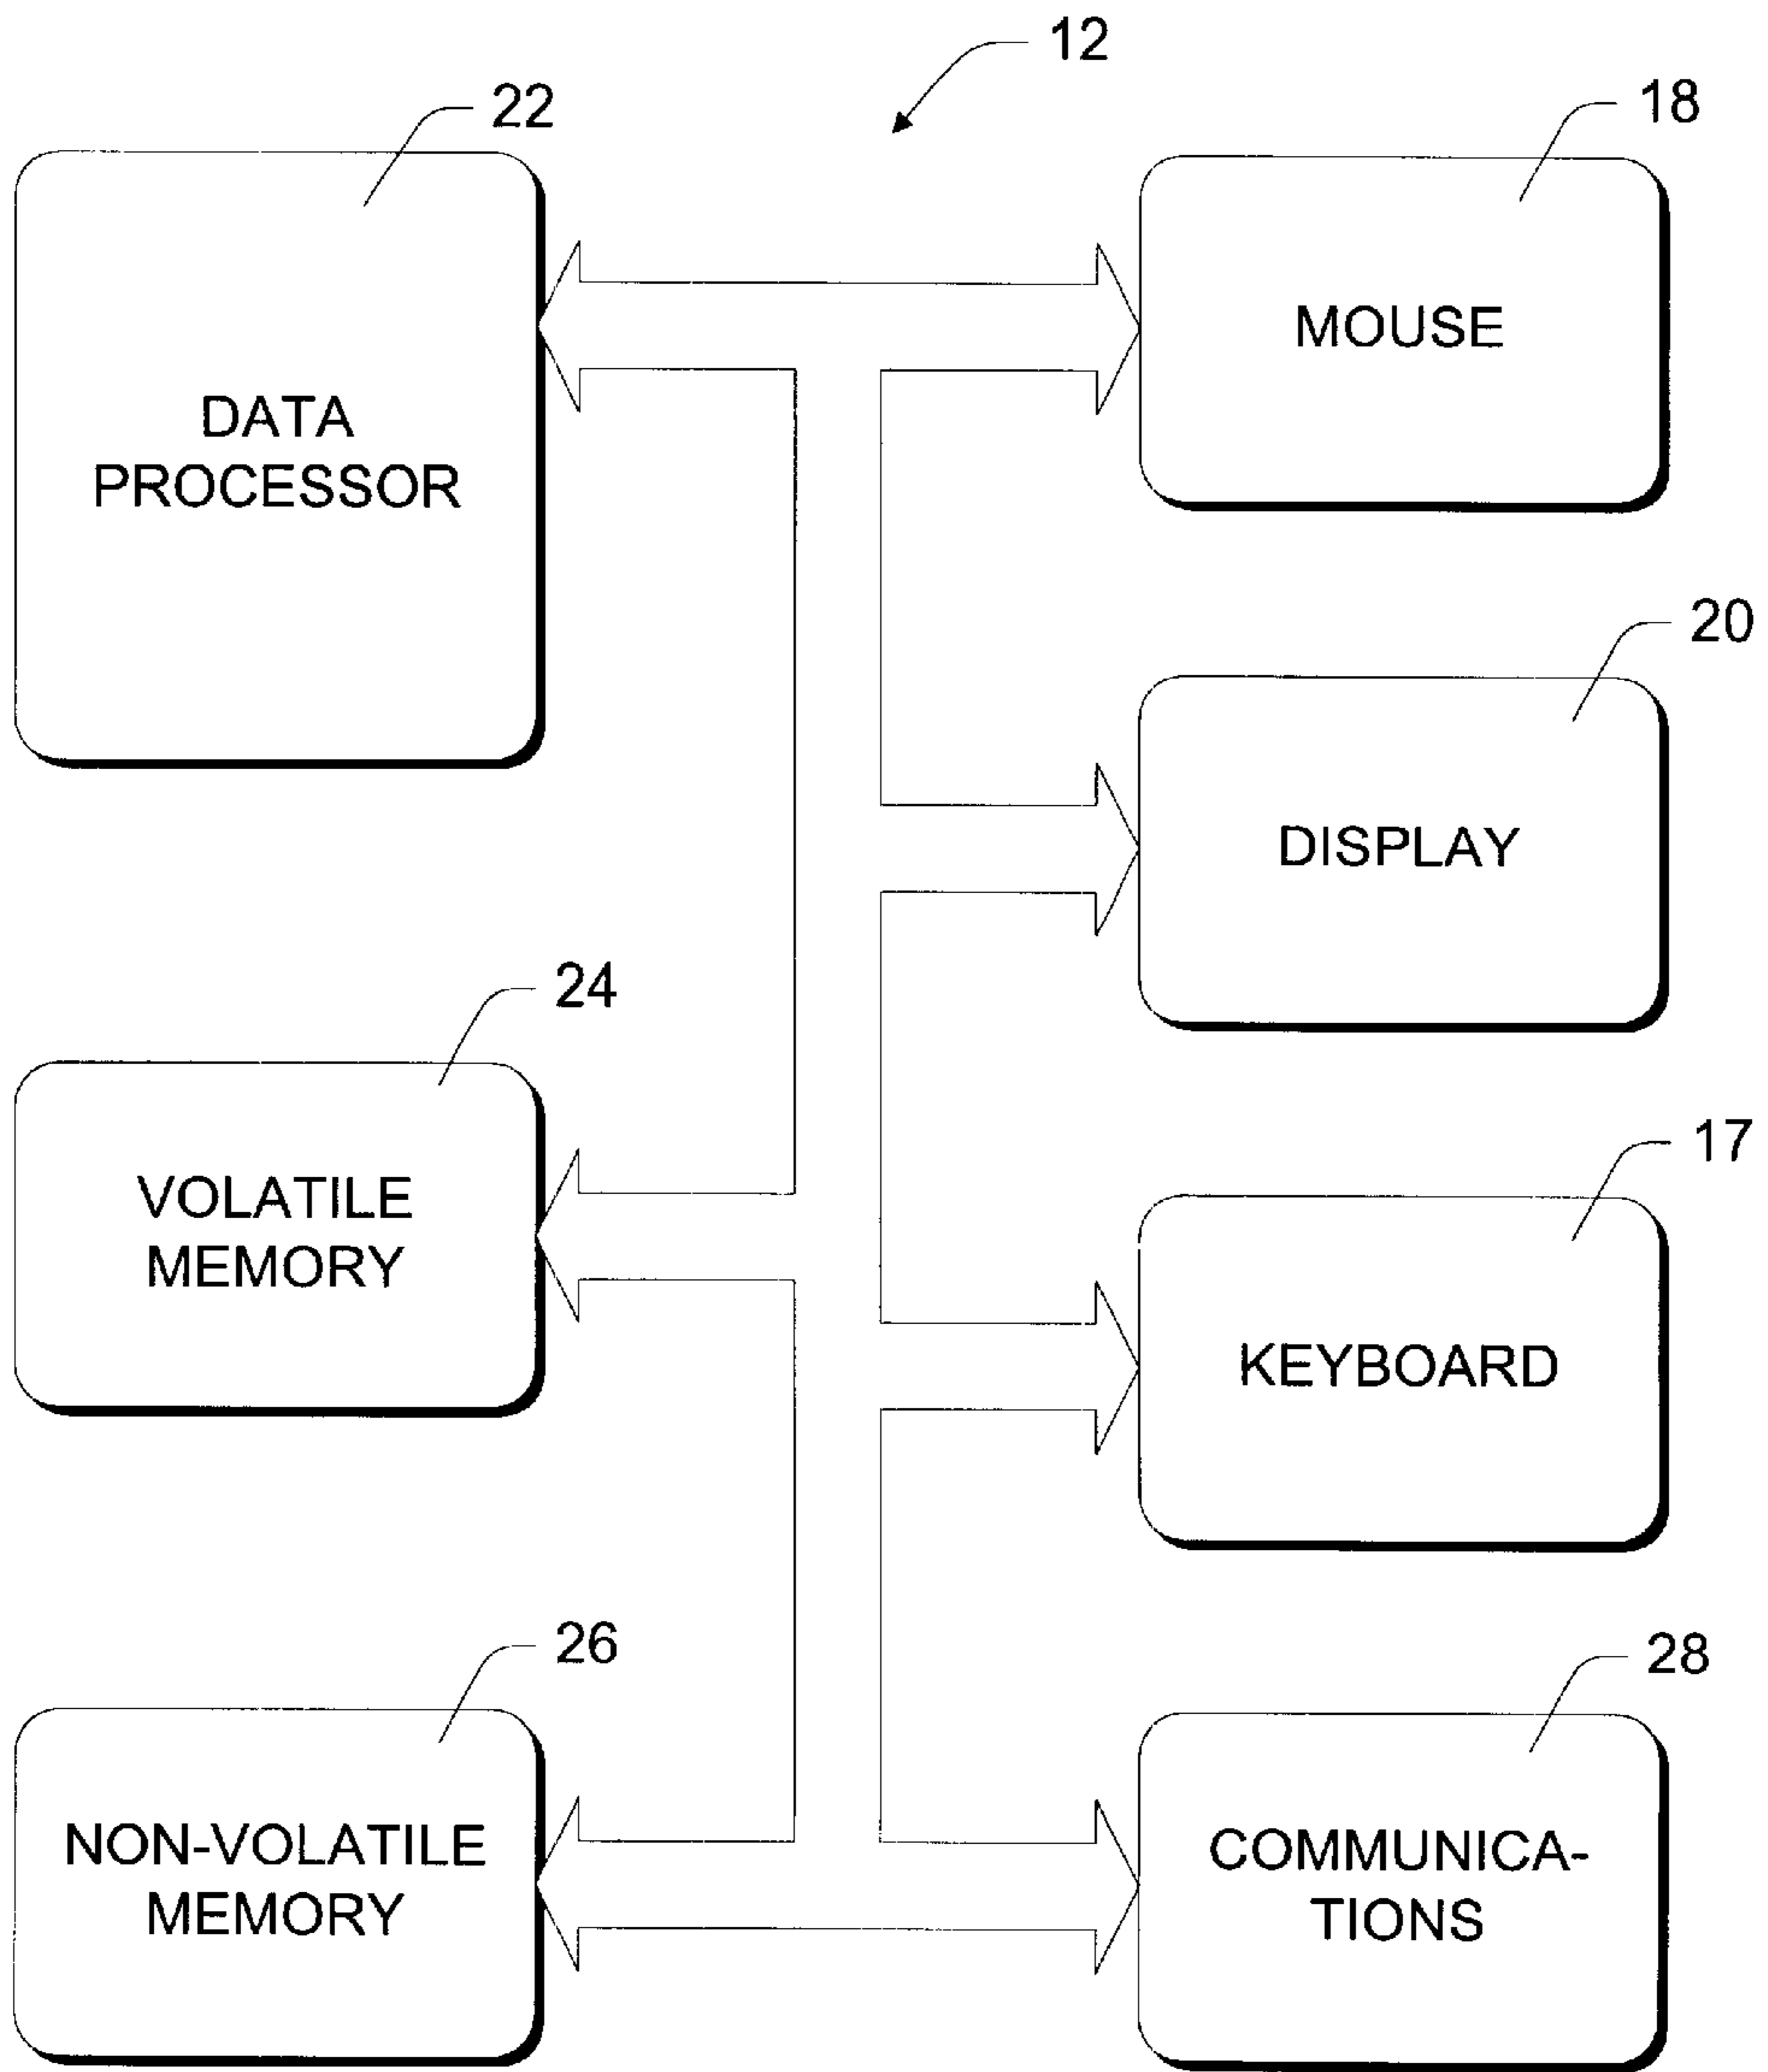 12
22
DATA
PROCESSOR
18
MOUSE
20
DISPLAY
24
VOLATILE
MEMORY
17
KEYBOARD
26
NON-VOLATILE
MEMORY
28
COMMUNICA-
TIONS